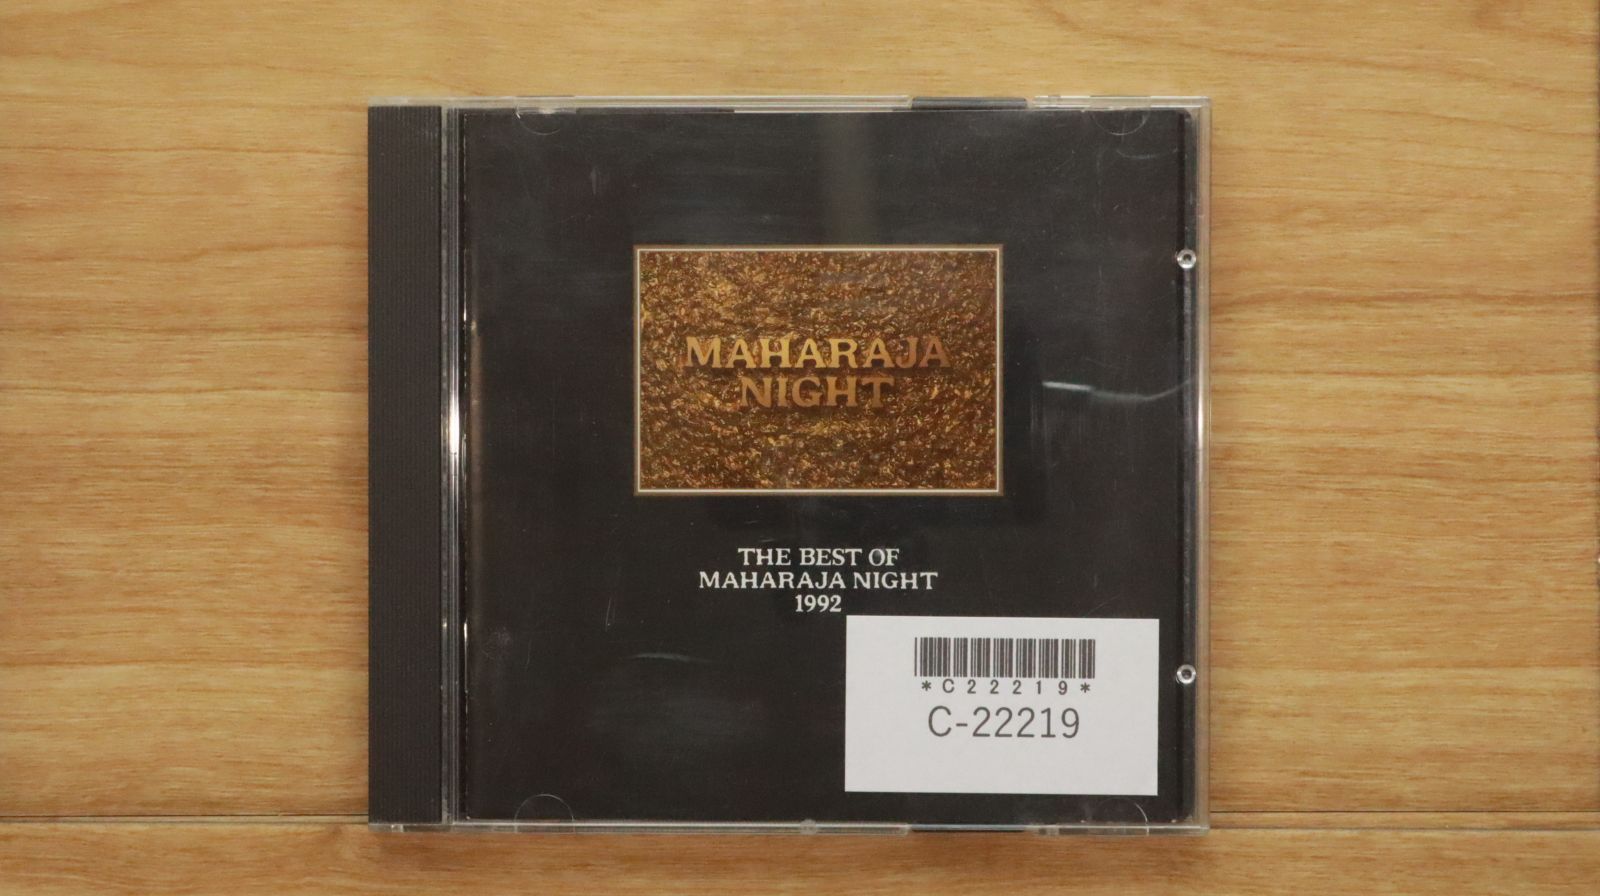 MAHARAJA
NIGHT
THE BEST OF
MAHARAJA NIGHT
1992
*C22219*
C-22219